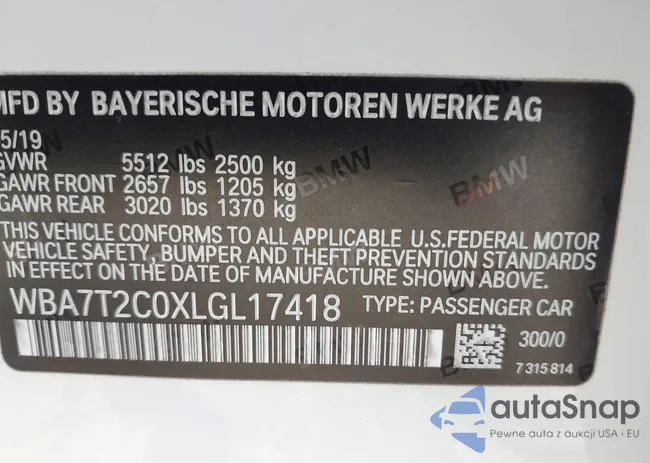 MFD BY BAYERISCHE MOTOREN WERKE AG
5/19
GVWR 5512 lbs 2500 kg
GAWR FRONT 2657 lbs 1205 kg
GAWR REAR 3020 lbs 1370 kg
THIS VEHICLE CONFORMS TO ALL APPLICABLE U.S.FEDERAL MOTOR
VEHICLE SAFETY, BUMPER AND THEFT PREVENTION STANDARDS
IN EFFECT ON THE DATE OF MANUFACTURE SHOWN ABOVE.
WBA7T2C0XLGL17418 TYPE: PASSENGER CAR
300/0
7 315 814
BMW
BMW
BMW
autaSnap
Pewne auta z aukcji USA i EU